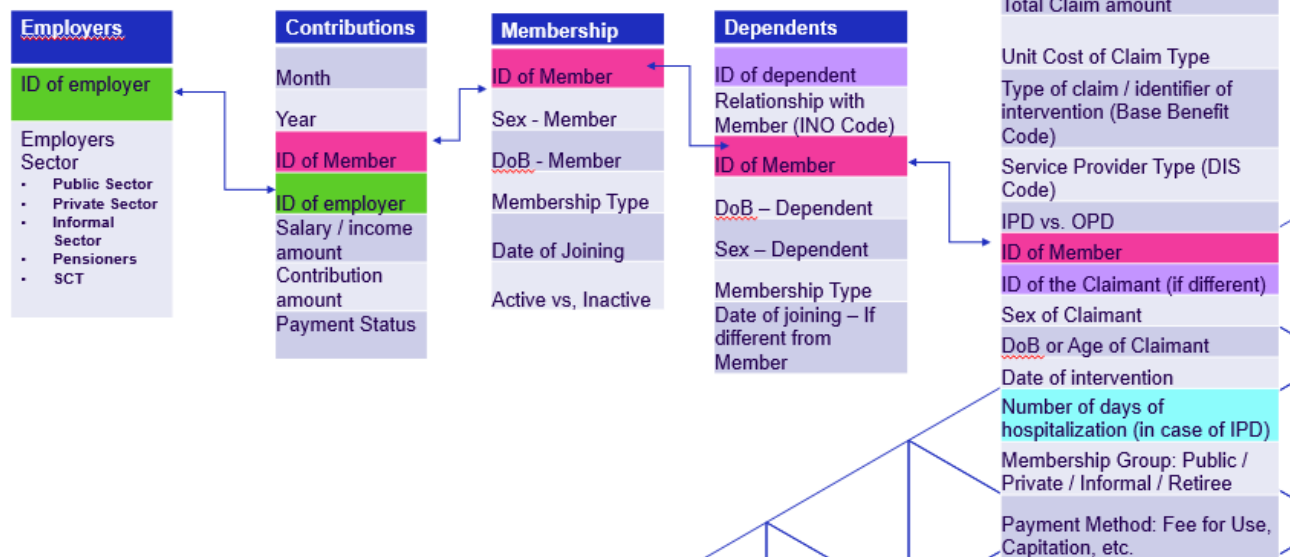 Employers
ID of employer
Employers
Sector
• Public Sector
• Private Sector
• Informal
Sector
• Pensioners
• SCT
Contributions
Month
Year
ID of Member
ID of employer
Salary / income
amount
Contribution
amount
Payment Status
Membership
ID of Member
Sex - Member
DoB - Member
Membership Type
Date of Joining
Active vs, Inactive
Dependents
ID of dependent
Relationship with
Member (INO Code)
ID of Member
DoB – Dependent
Sex – Dependent
Membership Type
Date of joining – If
different from
Member
Total Claim amount
Unit Cost of Claim Type
Type of claim / identifier of
intervention (Base Benefit
Code)
Service Provider Type (DIS
Code)
IPD vs. OPD
ID of Member
ID of the Claimant (if different)
Sex of Claimant
DoB or Age of Claimant
Date of intervention
Number of days of
hospitalization (in case of IPD)
Membership Group: Public /
Private / Informal / Retiree
Payment Method: Fee for Use,
Capitation, etc.